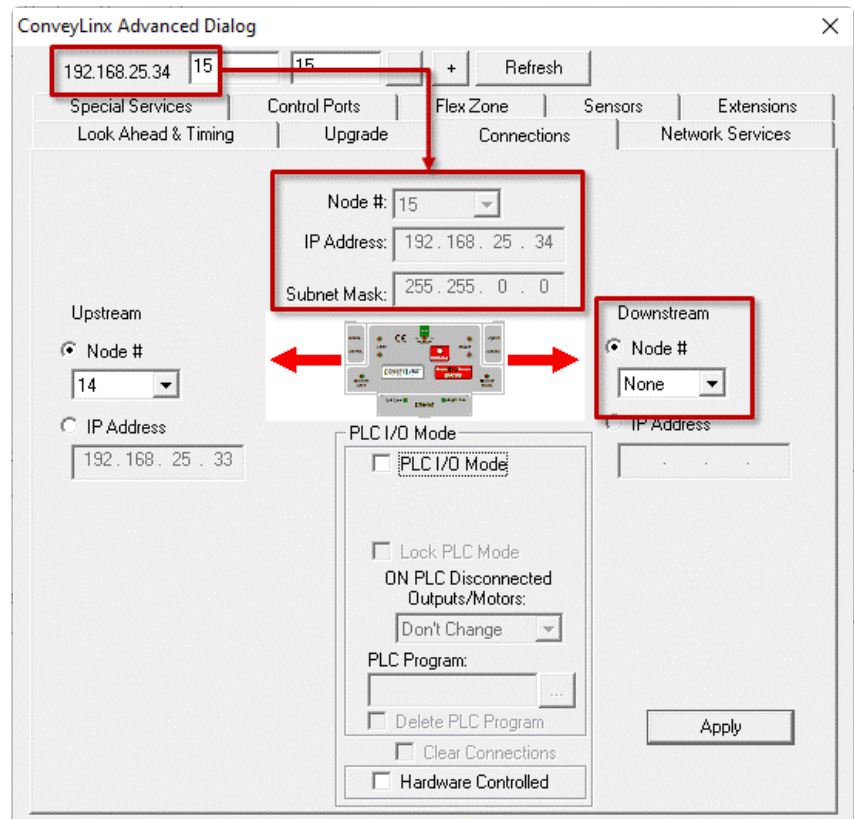 ConveyLinx Advanced Dialog
192.168.25.34 15 15 + Refresh
Special Services Control Ports Flex Zone Sensors Extensions
Look Ahead & Timing Upgrade Connections Network Services
Node #: 15
IP Address: 192 . 168 . 25 . 34
Subnet Mask: 255 . 255 . 0 . 0
Upstream
Node #
14
IP Address
192 . 168 . 25 . 33
CE
Downstream
Node #
None
IP Address
. . .
PLC I/O Mode
PLC I/O Mode
Lock PLC Mode
ON PLC Disconnected
Outputs/Motors:
Don't Change
PLC Program:
...
Delete PLC Program
Clear Connections
Hardware Controlled
Apply